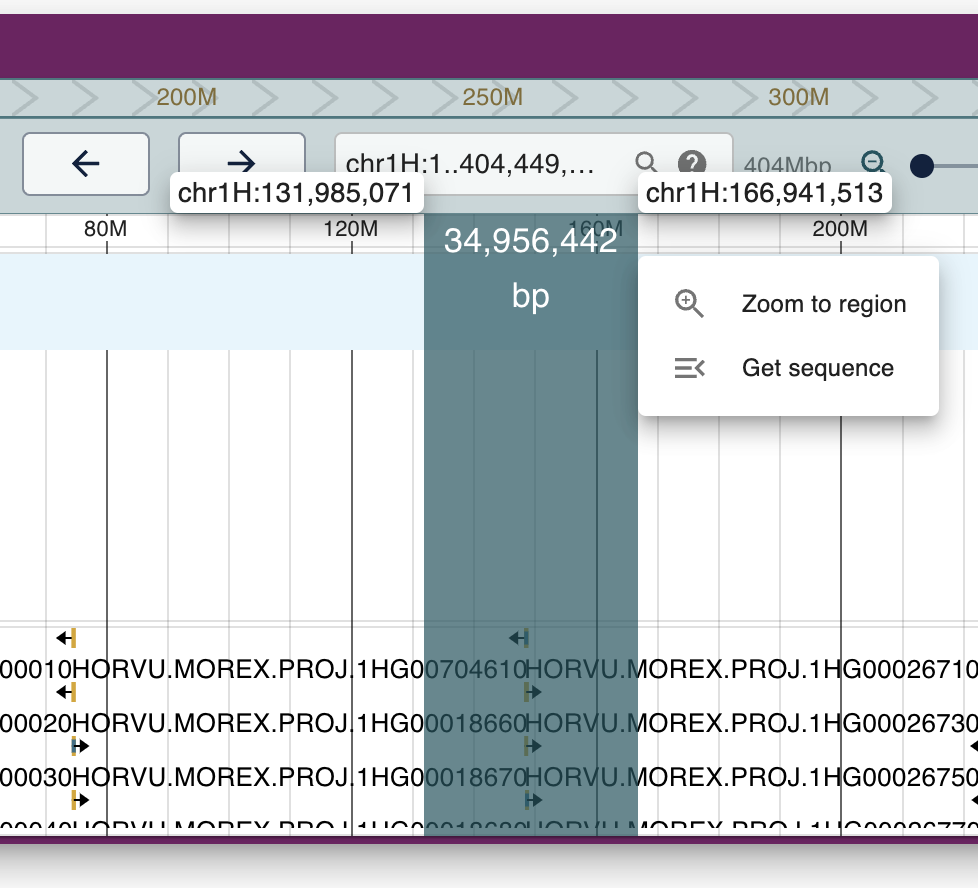 200M 250M 300M
chr1H:1..404,449,... 404Mbp
chr1H:131,985,071 chr1H:166,941,513
80M 120M 160M 200M
34,956,442
bp
Zoom to region
Get sequence
00010HORVU.MOREX.PROJ.1HG00704610HORVU.MOREX.PROJ.1HG00026710
00020HORVU.MOREX.PROJ.1HG00018660HORVU.MOREX.PROJ.1HG00026730
00030HORVU.MOREX.PROJ.1HG00018670HORVU.MOREX.PROJ.1HG00026750